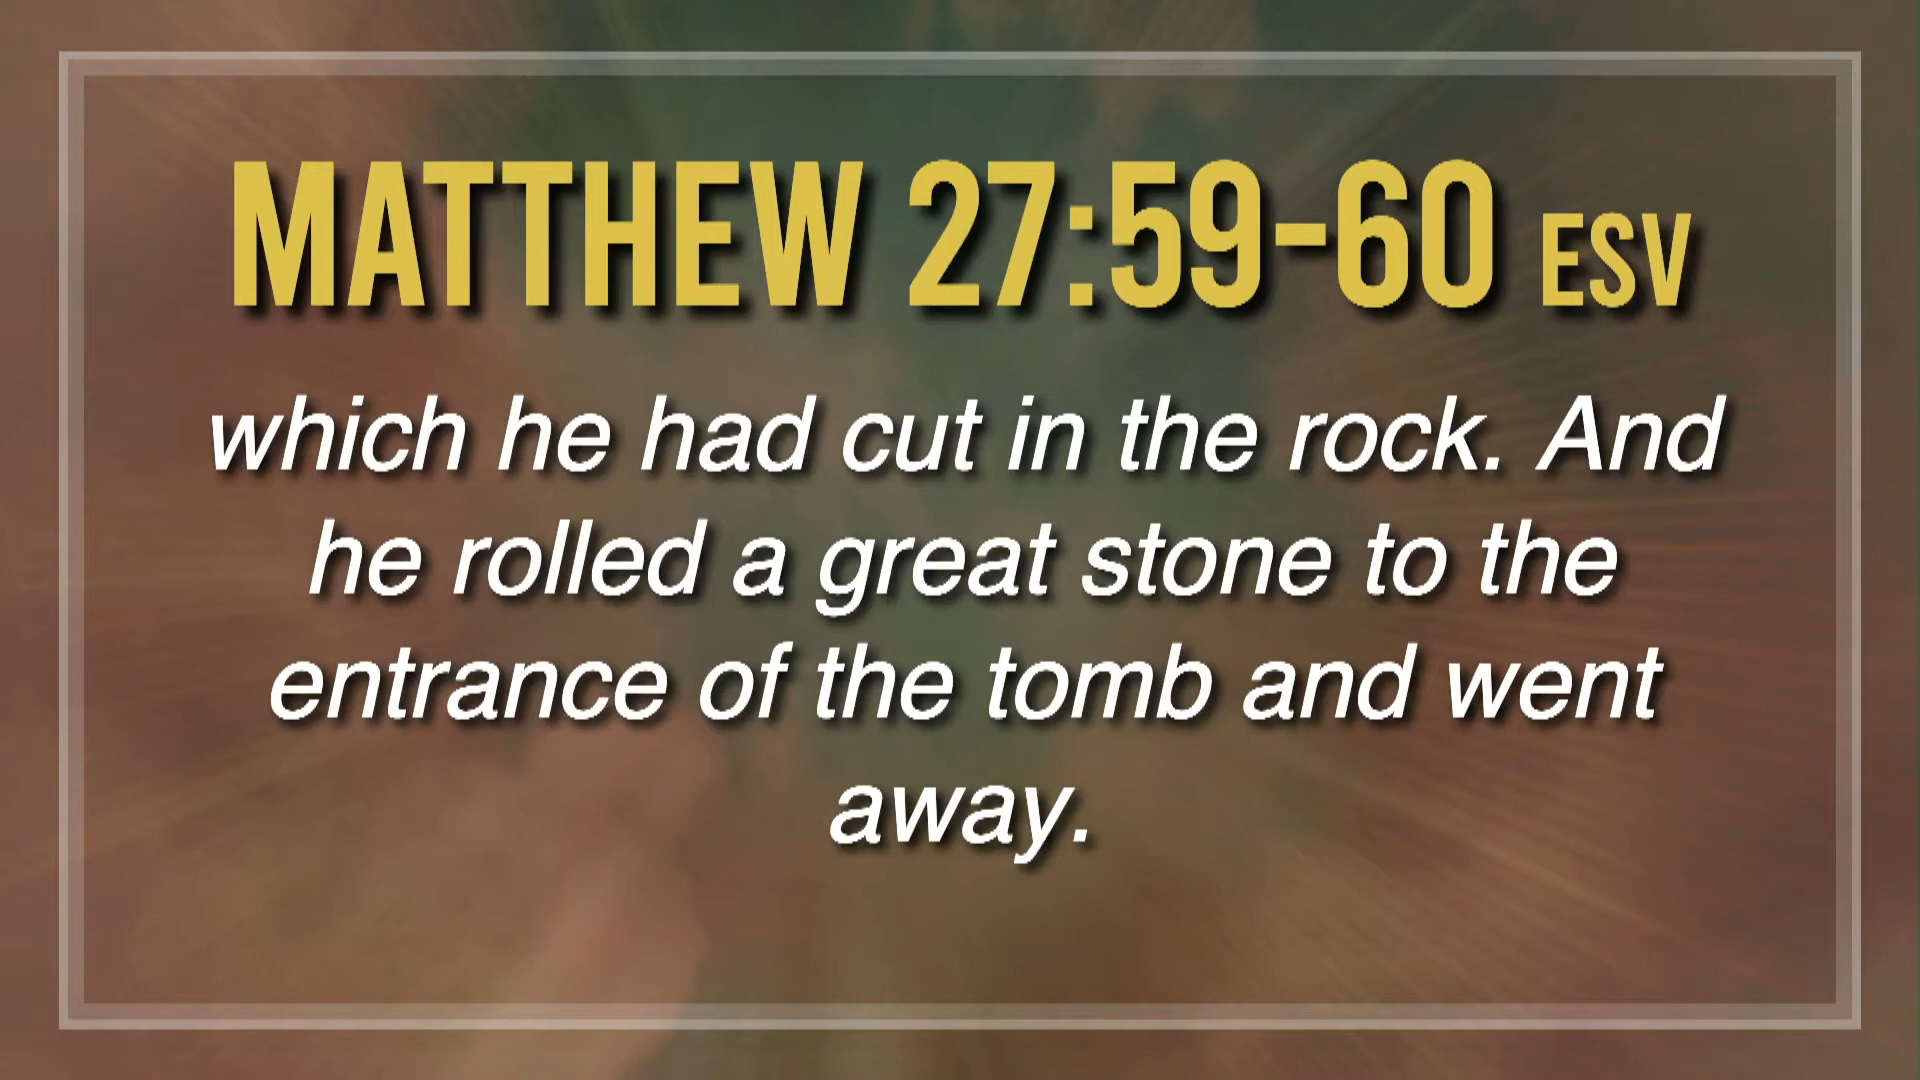 MATTHEW 27:59-60 ESV
which he had cut in the rock. And
he rolled a great stone to the
entrance of the tomb and went
away.